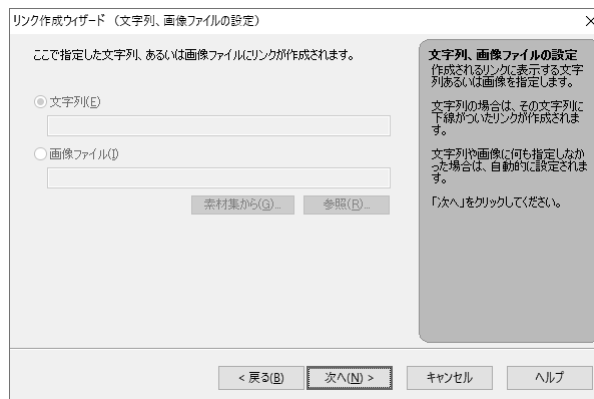 リンク作成ウィザード （文字列、画像ファイルの設定）
ここで指定した文字列、あるいは画像ファイルにリンクが作成されます。
文字列(E)
画像ファイル(I)
素材集から(G)...
参照(R)...
文字列、画像ファイルの設定
作成されるリンクに表示する文字
列あるいは画像を指定します。
文字列の場合は、その文字列に
下線がついたリンクが作成されま
す。
文字列や画像に何も指定しなか
った場合は、自動的に設定されま
す。
「次へ」をクリックしてください。
< 戻る(B)
次へ(N) >
キャンセル
ヘルプ